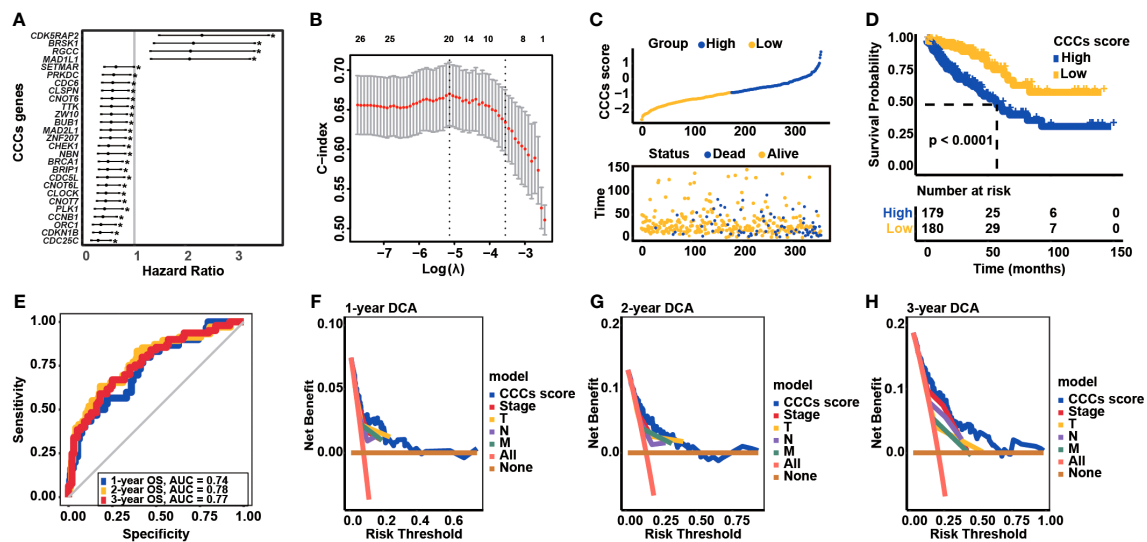 A
CCCs genes
CDK5RAP2
BRSK1
RGCC
MAD1L1
SETMAR
PRKDC
CDC6
CLSPN
CNOT6
TTK
ZW10
BUB1
MAD2L1
ZNF207
CHEK1
NBN
BRCA1
BRIP1
CDC5L
CNOT6L
CLOCK
CNOT7
PLK1
CCNB1
ORC1
CDKN1B
CDC25C
0 1 2 3
Hazard Ratio
B
26 25 20 14 10 8 1
C-index
0.70
0.65
0.60
0.55
0.50
−7 −6 −5 −4 −3
Log(λ)
C
Group High Low
CCCs score
1
0
−1
−2
0 100 200 300
Status Dead Alive
Time
150
100
50
0
0 100 200 300
D
Survival Probability
1.00
0.75
0.50
0.25
0.00
CCCs score
High
Low
p < 0.0001
Number at risk
High 179 25 6 0
Low 180 29 7 0
0 50 100 150
Time (months)
E
Sensitivity
1.00
0.75
0.50
0.25
0.00
1-year OS, AUC = 0.74
2-year OS, AUC = 0.78
3-year OS, AUC = 0.77
0.00 0.25 0.50 0.75 1.00
Specificity
F
1-year DCA
Net Benefit
0.10
0.05
0.00
0.0 0.2 0.4 0.6
Risk Threshold
model
CCCs score
Stage
T
N
M
All
None
G
2-year DCA
Net Benefit
0.2
0.1
0.0
0.00 0.25 0.50 0.75
Risk Threshold
model
CCCs score
Stage
T
N
M
All
None
H
3-year DCA
Net Benefit
0.2
0.1
0.0
0.00 0.25 0.50 0.75 1.00
Risk Threshold
model
CCCs score
Stage
T
N
M
All
None